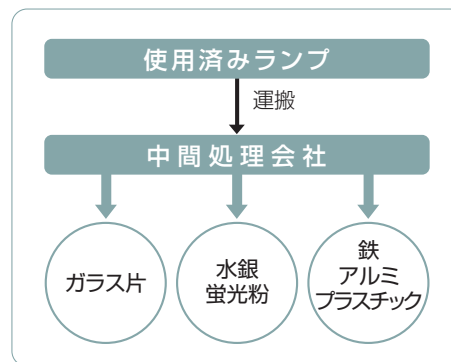 使用済みランプ
運搬
中間処理会社
ガラス片
水銀
蛍光粉
鉄
アルミ
プラスチック